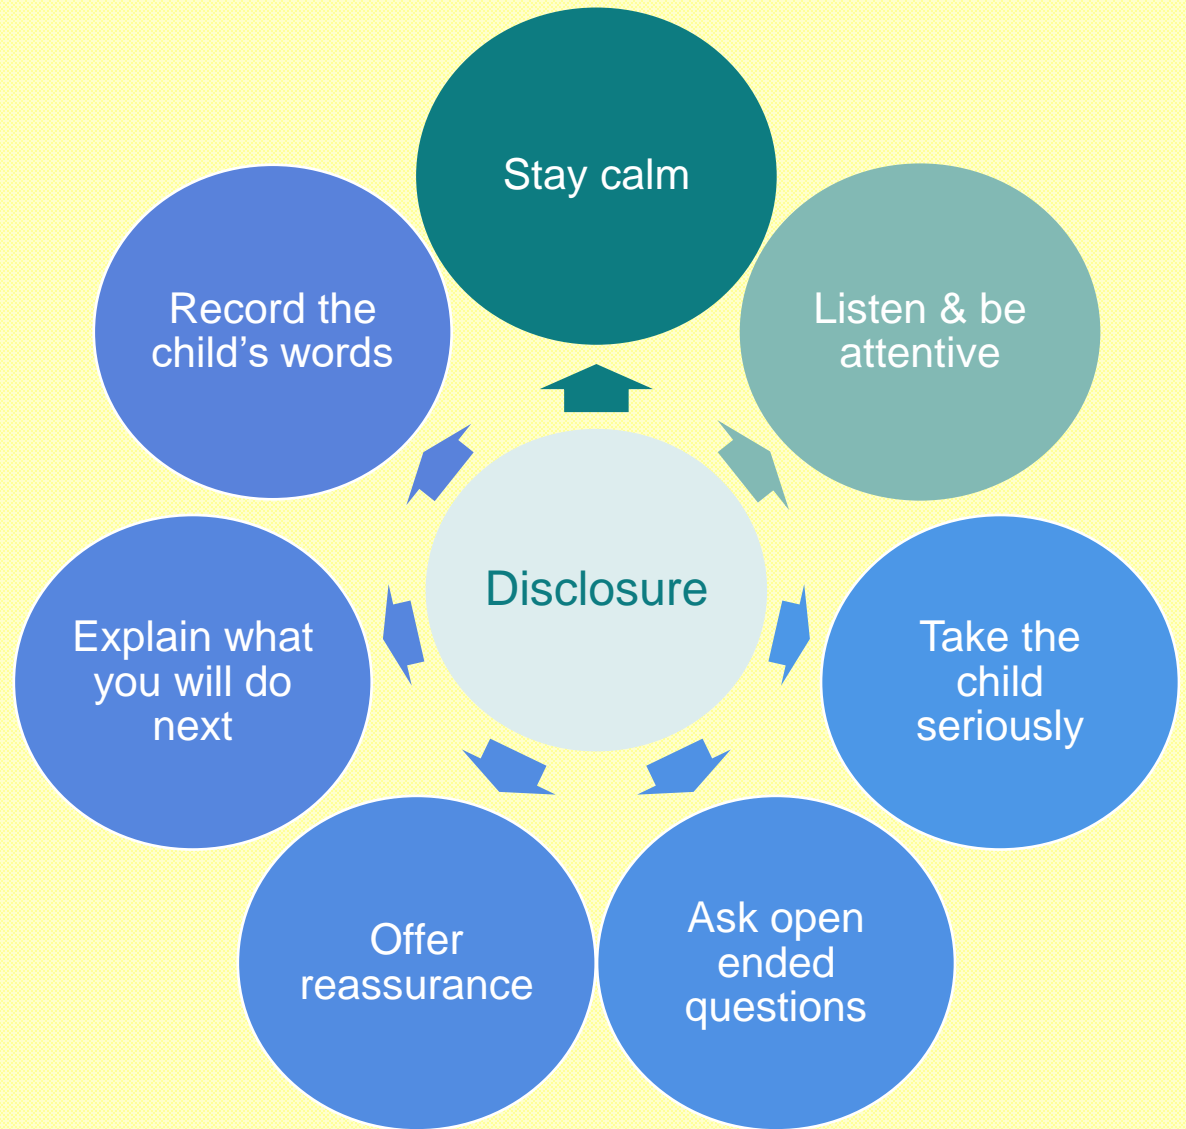 Stay calm
Listen & be
attentive
Take the
child
seriously
Ask open
ended
questions
Offer
reassurance
Explain what
you will do
next
Record the
child’s words
Disclosure